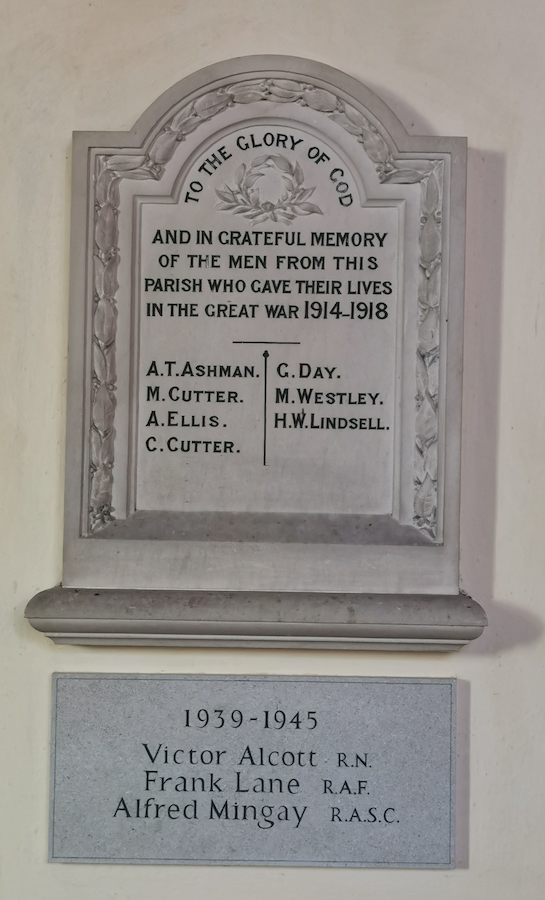 TO THE GLORY OF GOD
AND IN GRATEFUL MEMORY
OF THE MEN FROM THIS
PARISH WHO GAVE THEIR LIVES
IN THE GREAT WAR 1914-1918
A.T.ASHMAN. G.DAY.
M.CUTTER. M.WESTLEY.
A.ELLIS. H.W.LINDSELL.
C.CUTTER.
1939-1945
Victor Alcott R.N.
Frank Lane R.A.F.
Alfred Mingay R.A.S.C.